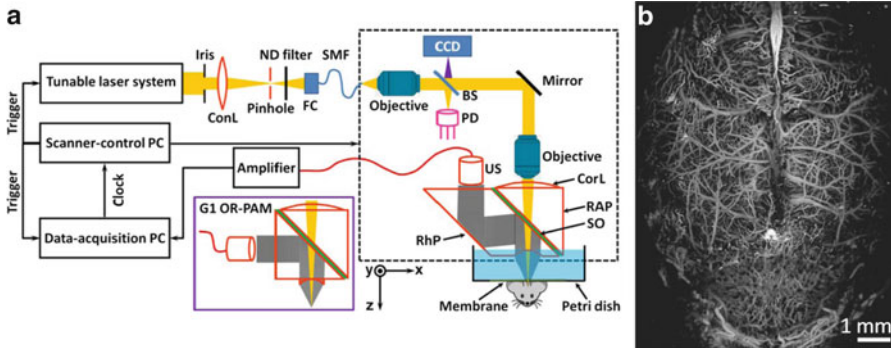 a
b
Tunable laser system
Iris
ConL
ND filter
Pinhole
FC
SMF
Objective
CCD
BS
PD
Mirror
Trigger
Scanner-control PC
Amplifier
US
Objective
CorL
RAP
SO
RhP
Trigger
Clock
Data-acquisition PC
G1 OR-PAM
y
x
z
Membrane
Petri dish
1 mm